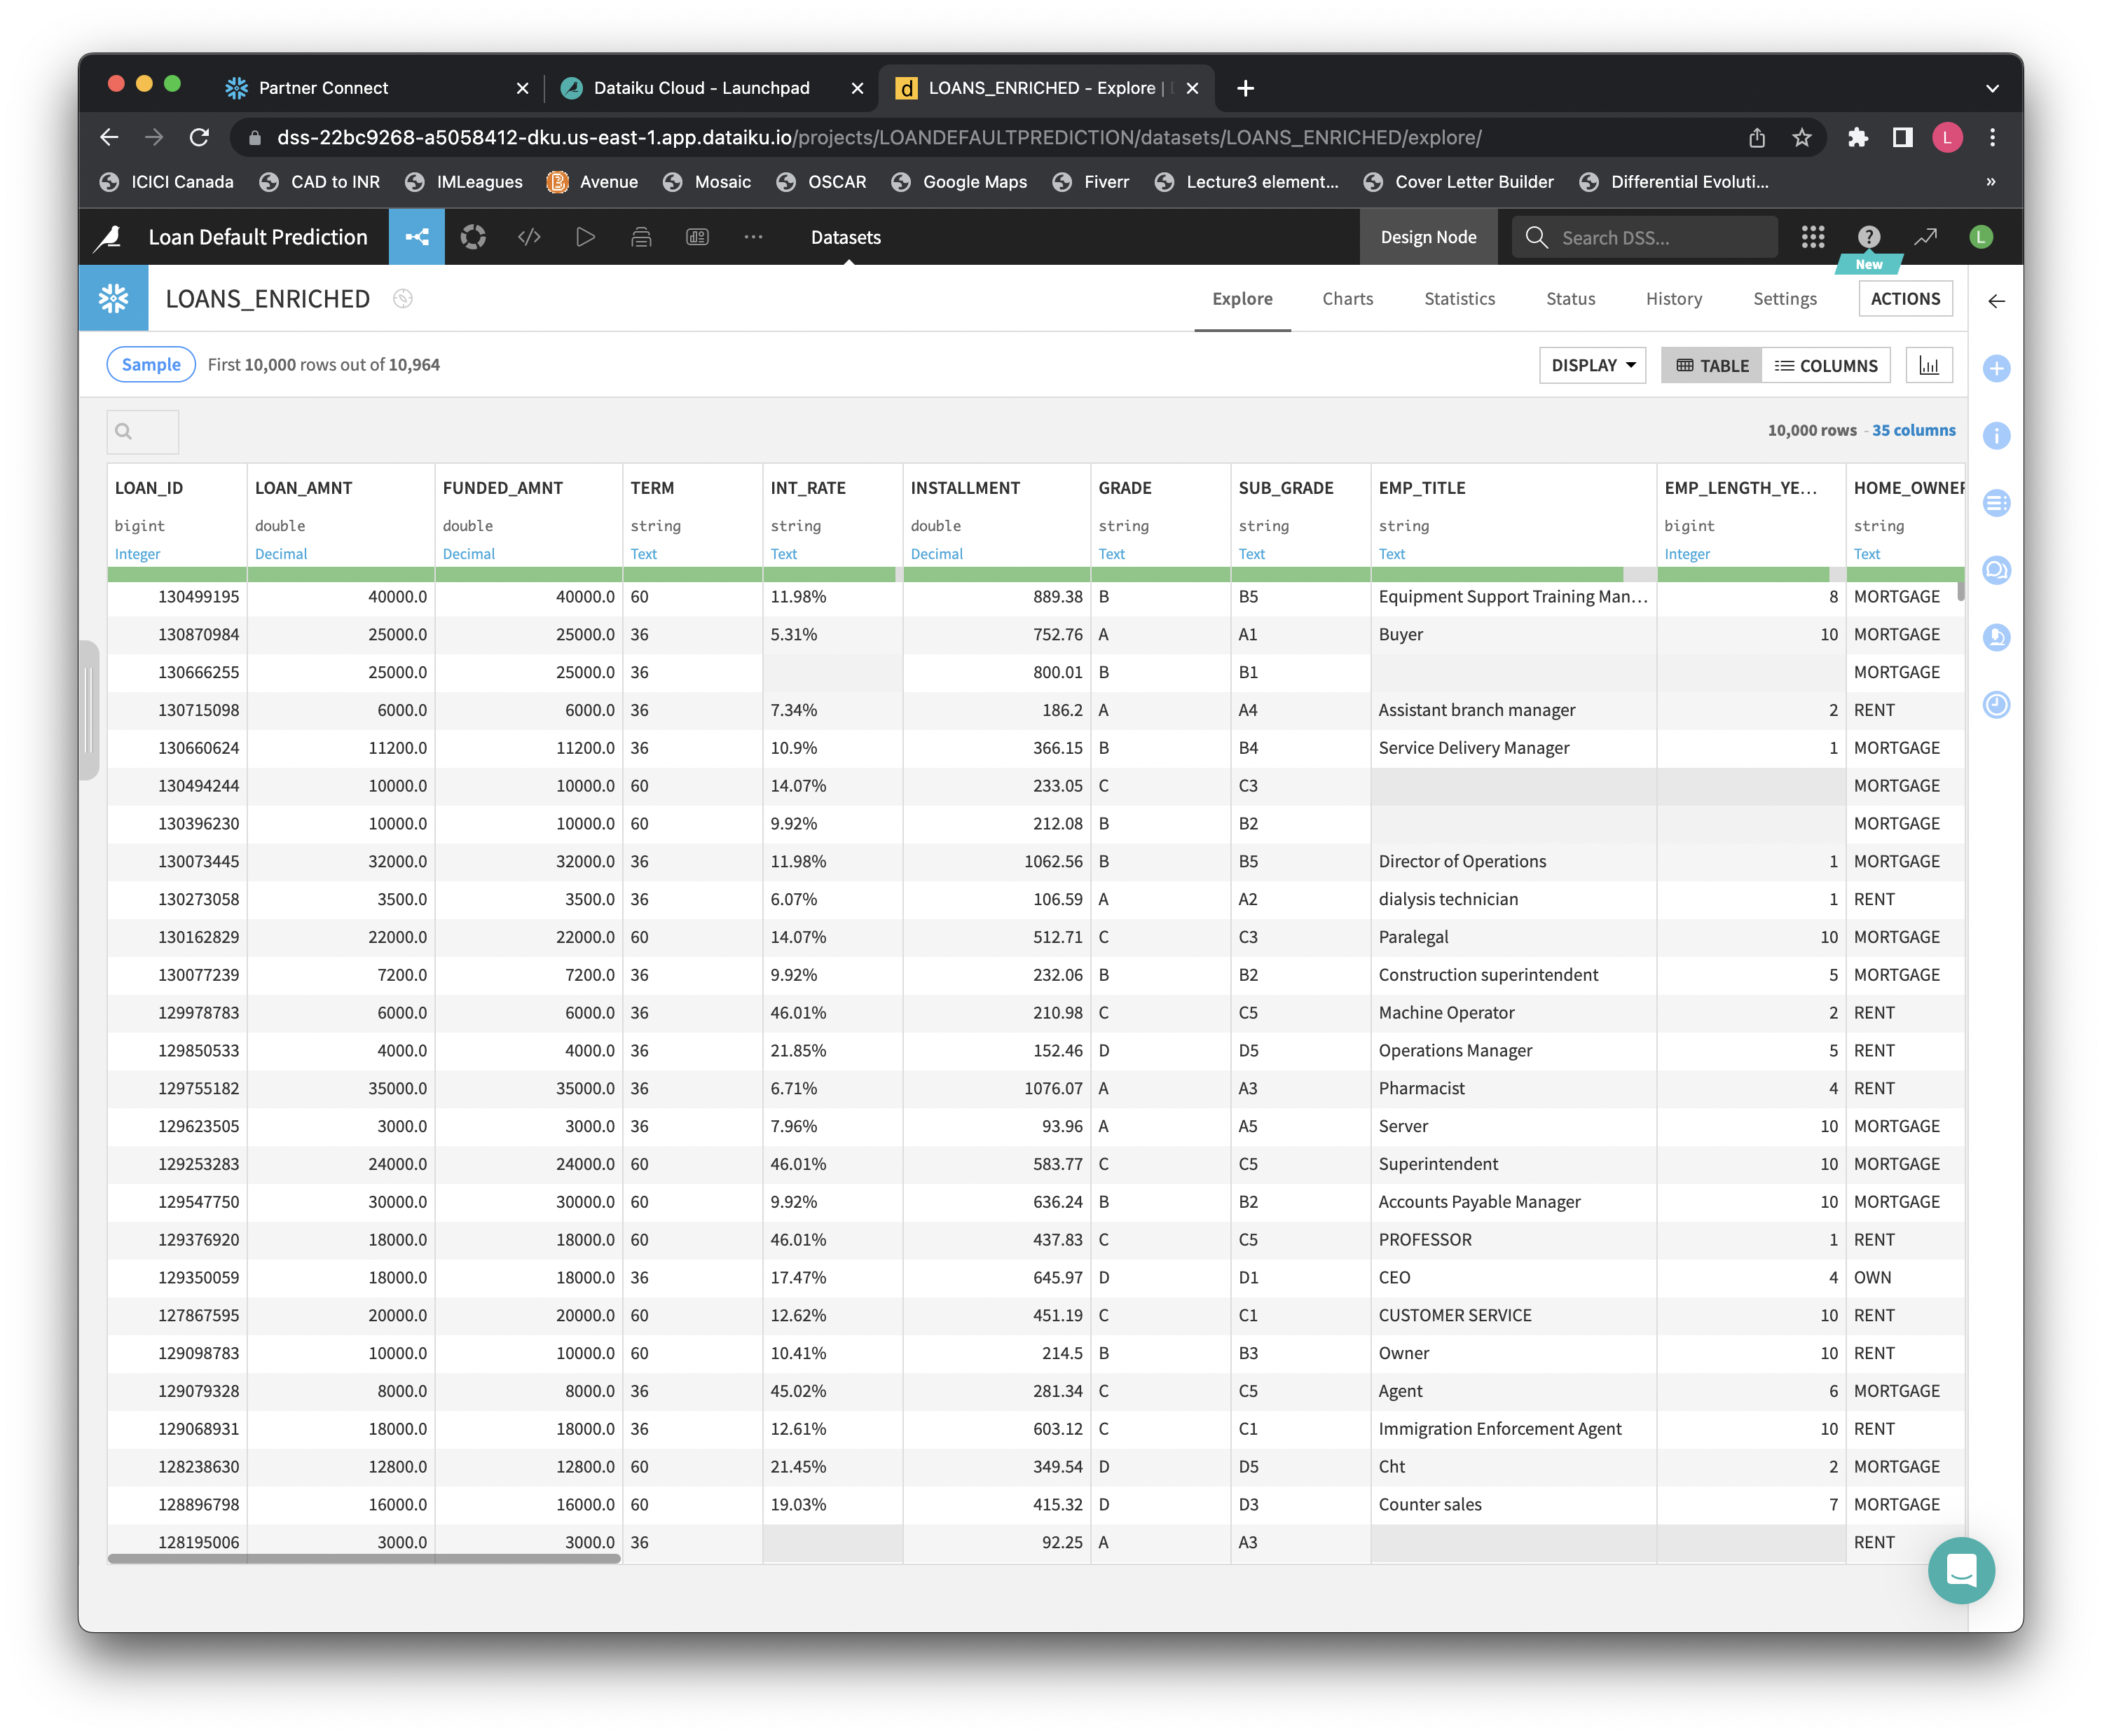 Partner Connect
Dataiku Cloud - Launchpad
LOANS_ENRICHED - Explore |
dss-22bc9268-a5058412-dku.us-east-1.app.dataiku.io/projects/LOANDEFAULTPREDICTION/datasets/LOANS_ENRICHED/explore/
L
ICICI Canada CAD to INR IMLeagues Avenue Mosaic OSCAR Google Maps Fiverr Lecture3 element... Cover Letter Builder Differential Evoluti... »
Loan Default Prediction ··· Datasets Design Node Search DSS... ? L
New
LOANS_ENRICHED Explore Charts Statistics Status History Settings ACTIONS
Sample First 10,000 rows out of 10,964 DISPLAY TABLE COLUMNS
10,000 rows - 35 columns
LOAN_ID LOAN_AMNT FUNDED_AMNT TERM INT_RATE INSTALLMENT GRADE SUB_GRADE EMP_TITLE EMP_LENGTH_YE... HOME_OWNER
bigint double double string string double string string string bigint string
Integer Decimal Decimal Text Text Decimal Text Text Text Integer Text
130499195 40000.0 40000.0 60 11.98% 889.38 B B5 Equipment Support Training Man... 8 MORTGAGE
130870984 25000.0 25000.0 36 5.31% 752.76 A A1 Buyer 10 MORTGAGE
130666255 25000.0 25000.0 36 800.01 B B1 MORTGAGE
130715098 6000.0 6000.0 36 7.34% 186.2 A A4 Assistant branch manager 2 RENT
130660624 11200.0 11200.0 36 10.9% 366.15 B B4 Service Delivery Manager 1 MORTGAGE
130494244 10000.0 10000.0 60 14.07% 233.05 C C3 MORTGAGE
130396230 10000.0 10000.0 60 9.92% 212.08 B B2 MORTGAGE
130073445 32000.0 32000.0 36 11.98% 1062.56 B B5 Director of Operations 1 MORTGAGE
130273058 3500.0 3500.0 36 6.07% 106.59 A A2 dialysis technician 1 RENT
130162829 22000.0 22000.0 60 14.07% 512.71 C C3 Paralegal 10 MORTGAGE
130077239 7200.0 7200.0 36 9.92% 232.06 B B2 Construction superintendent 5 MORTGAGE
129978783 6000.0 6000.0 36 46.01% 210.98 C C5 Machine Operator 2 RENT
129850533 4000.0 4000.0 36 21.85% 152.46 D D5 Operations Manager 5 RENT
129755182 35000.0 35000.0 36 6.71% 1076.07 A A3 Pharmacist 4 RENT
129623505 3000.0 3000.0 36 7.96% 93.96 A A5 Server 10 MORTGAGE
129253283 24000.0 24000.0 60 46.01% 583.77 C C5 Superintendent 10 MORTGAGE
129547750 30000.0 30000.0 60 9.92% 636.24 B B2 Accounts Payable Manager 10 MORTGAGE
129376920 18000.0 18000.0 60 46.01% 437.83 C C5 PROFESSOR 1 RENT
129350059 18000.0 18000.0 36 17.47% 645.97 D D1 CEO 4 OWN
127867595 20000.0 20000.0 60 12.62% 451.19 C C1 CUSTOMER SERVICE 10 RENT
129098783 10000.0 10000.0 60 10.41% 214.5 B B3 Owner 10 RENT
129079328 8000.0 8000.0 36 45.02% 281.34 C C5 Agent 6 MORTGAGE
129068931 18000.0 18000.0 36 12.61% 603.12 C C1 Immigration Enforcement Agent 10 RENT
128238630 12800.0 12800.0 60 21.45% 349.54 D D5 Cht 2 MORTGAGE
128896798 16000.0 16000.0 60 19.03% 415.32 D D3 Counter sales 7 MORTGAGE
128195006 3000.0 3000.0 36 92.25 A A3 RENT